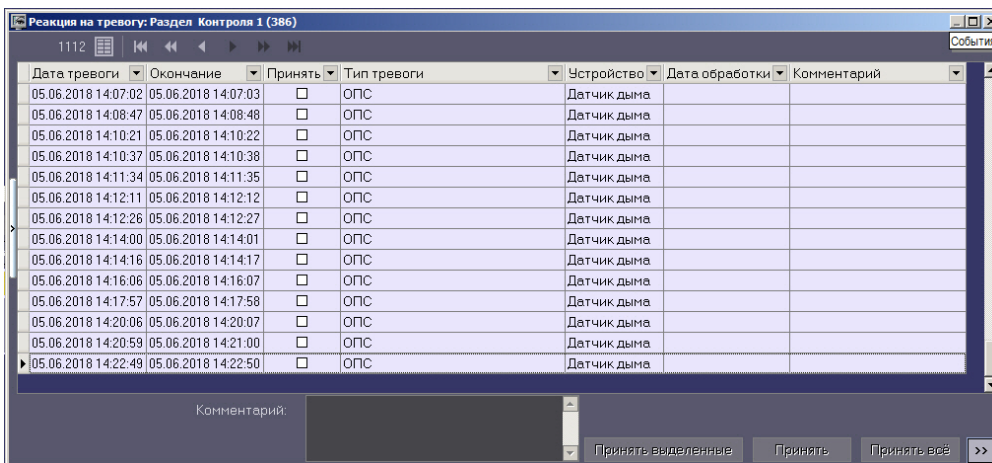 Реакция на тревогу: Раздел Контроля 1 (386)
События
1112
Дата тревоги Окончание Принять Тип тревоги Устройство Дата обработки Комментарий
05.06.2018 14:07:02 05.06.2018 14:07:03 ОПС Датчик дыма
05.06.2018 14:08:47 05.06.2018 14:08:48 ОПС Датчик дыма
05.06.2018 14:10:21 05.06.2018 14:10:22 ОПС Датчик дыма
05.06.2018 14:10:37 05.06.2018 14:10:38 ОПС Датчик дыма
05.06.2018 14:11:34 05.06.2018 14:11:35 ОПС Датчик дыма
05.06.2018 14:12:11 05.06.2018 14:12:12 ОПС Датчик дыма
05.06.2018 14:12:26 05.06.2018 14:12:27 ОПС Датчик дыма
05.06.2018 14:14:00 05.06.2018 14:14:01 ОПС Датчик дыма
05.06.2018 14:14:16 05.06.2018 14:14:17 ОПС Датчик дыма
05.06.2018 14:16:06 05.06.2018 14:16:07 ОПС Датчик дыма
05.06.2018 14:17:57 05.06.2018 14:17:58 ОПС Датчик дыма
05.06.2018 14:20:06 05.06.2018 14:20:07 ОПС Датчик дыма
05.06.2018 14:20:59 05.06.2018 14:21:00 ОПС Датчик дыма
05.06.2018 14:22:49 05.06.2018 14:22:50 ОПС Датчик дыма
Комментарий:
Принять выделенные Принять Принять всё >>